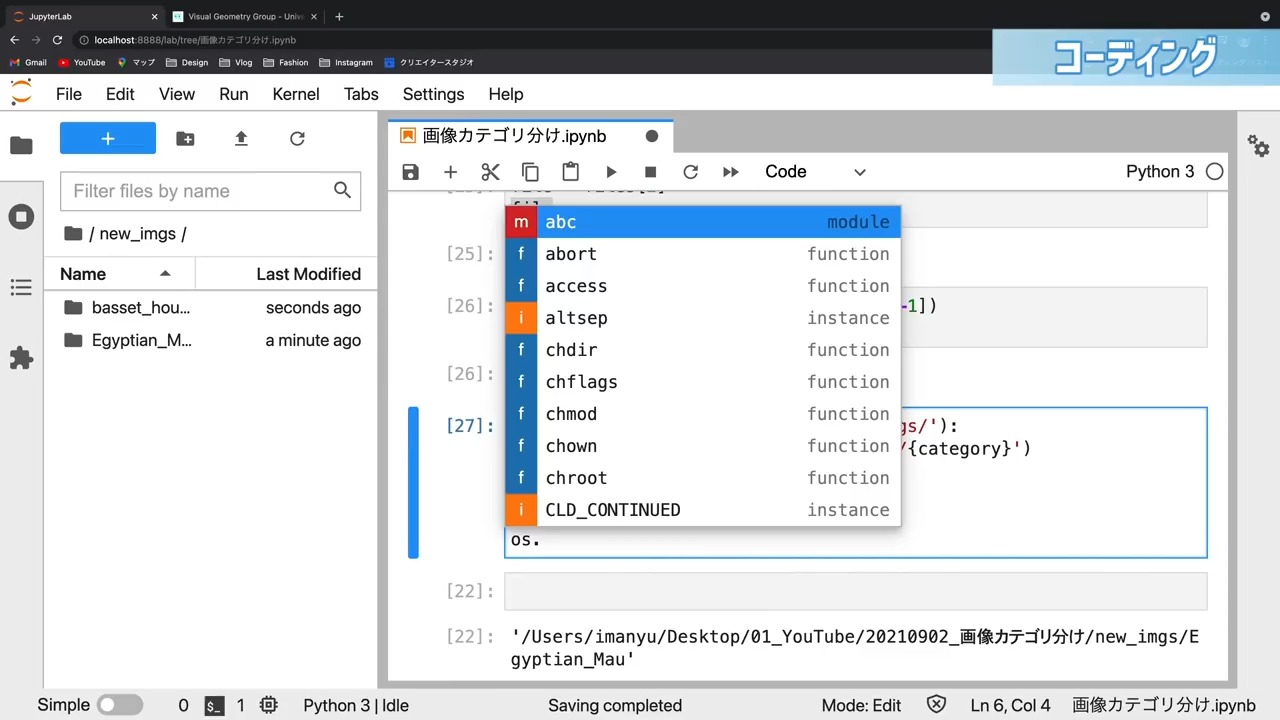 JupyterLab
Visual Geometry Group - Unive
localhost:8888/lab/tree/画像カテゴリ分け.ipynb
Gmail YouTube マップ Design Vlog Fashion Instagram クリエイタースタジオ
コーディング
File Edit View Run Kernel Tabs Settings Help
画像カテゴリ分け.ipynb
Filter files by name
Code
Python 3
/ new_imgs /
Name Last Modified
basset_hou... seconds ago
Egyptian_M... a minute ago
m abc module
f abort function
f access function
i altsep instance
f chdir function
f chflags function
f chmod function
f chown function
f chroot function
i CLD_CONTINUED instance
[25]:
[26]: -1])
[26]:
[27]: gs/'):
/{category}')
os.
[22]:
[22]: '/Users/imanyu/Desktop/01_YouTube/20210902_画像カテゴリ分け/new_imgs/E
gyptian_Mau'
Simple 0 $_ 1 Python 3 | Idle Saving completed Mode: Edit Ln 6, Col 4 画像カテゴリ分け.ipynb